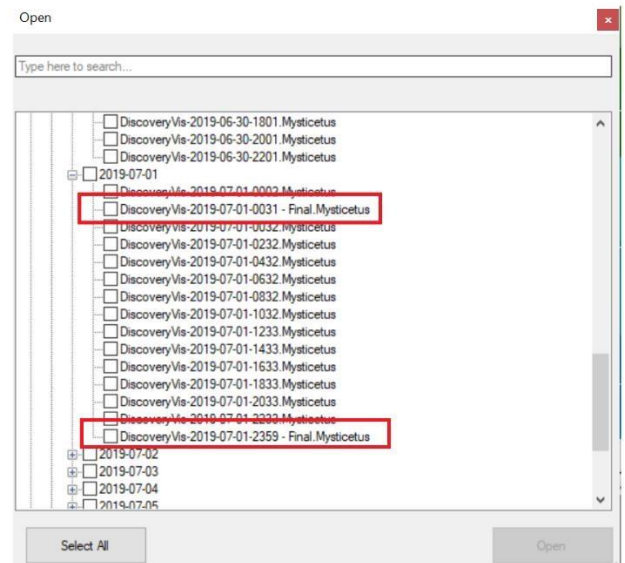 Open
Type here to search...
DiscoveryVis-2019-06-30-1801.Mysticetus
DiscoveryVis-2019-06-30-2001.Mysticetus
DiscoveryVis-2019-06-30-2201.Mysticetus
2019-07-01
DiscoveryVis-2019-07-01-0002.Mysticetus
DiscoveryVis-2019-07-01-0031 - Final.Mysticetus
DiscoveryVis-2019-07-01-0032.Mysticetus
DiscoveryVis-2019-07-01-0232.Mysticetus
DiscoveryVis-2019-07-01-0432.Mysticetus
DiscoveryVis-2019-07-01-0632.Mysticetus
DiscoveryVis-2019-07-01-0832.Mysticetus
DiscoveryVis-2019-07-01-1032.Mysticetus
DiscoveryVis-2019-07-01-1233.Mysticetus
DiscoveryVis-2019-07-01-1433.Mysticetus
DiscoveryVis-2019-07-01-1633.Mysticetus
DiscoveryVis-2019-07-01-1833.Mysticetus
DiscoveryVis-2019-07-01-2033.Mysticetus
DiscoveryVis-2019-07-01-2233.Mysticetus
DiscoveryVis-2019-07-01-2359 - Final.Mysticetus
2019-07-02
2019-07-03
2019-07-04
2019-07-05
Select All
Open